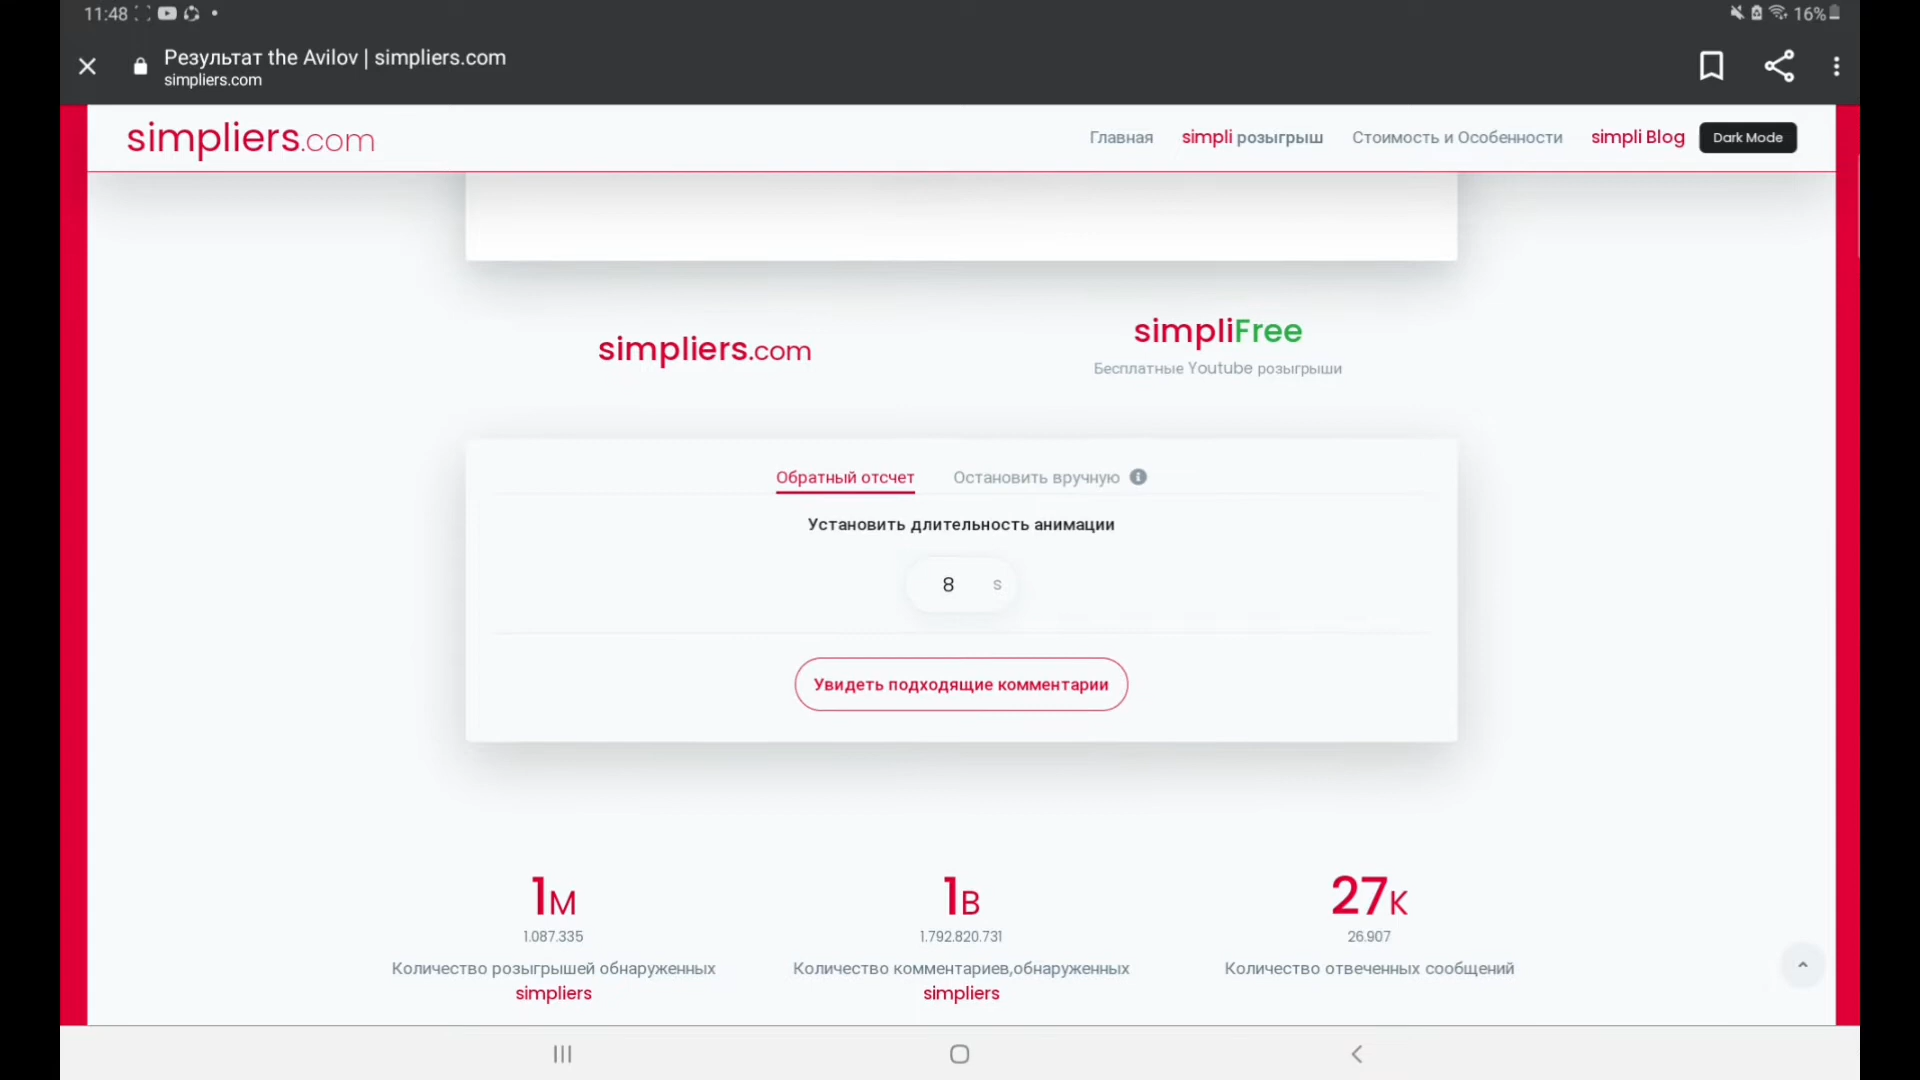 11:48
16%
Результат the Avilov | simpliers.com
simpliers.com
simpliers.com
Главная
simpli розыгрыш
Стоимость и Особенности
simpli Blog
Dark Mode
simpliers.com
simpliFree
Бесплатные Youtube розыгрыши
Обратный отсчет
Остановить вручную
Установить длительность анимации
8 s
Увидеть подходящие комментарии
1M
1.087.335
Количество розыгрышей обнаруженных
simpliers
1B
1.792.820.731
Количество комментариев,обнаруженных
simpliers
27K
26.907
Количество отвеченных сообщений